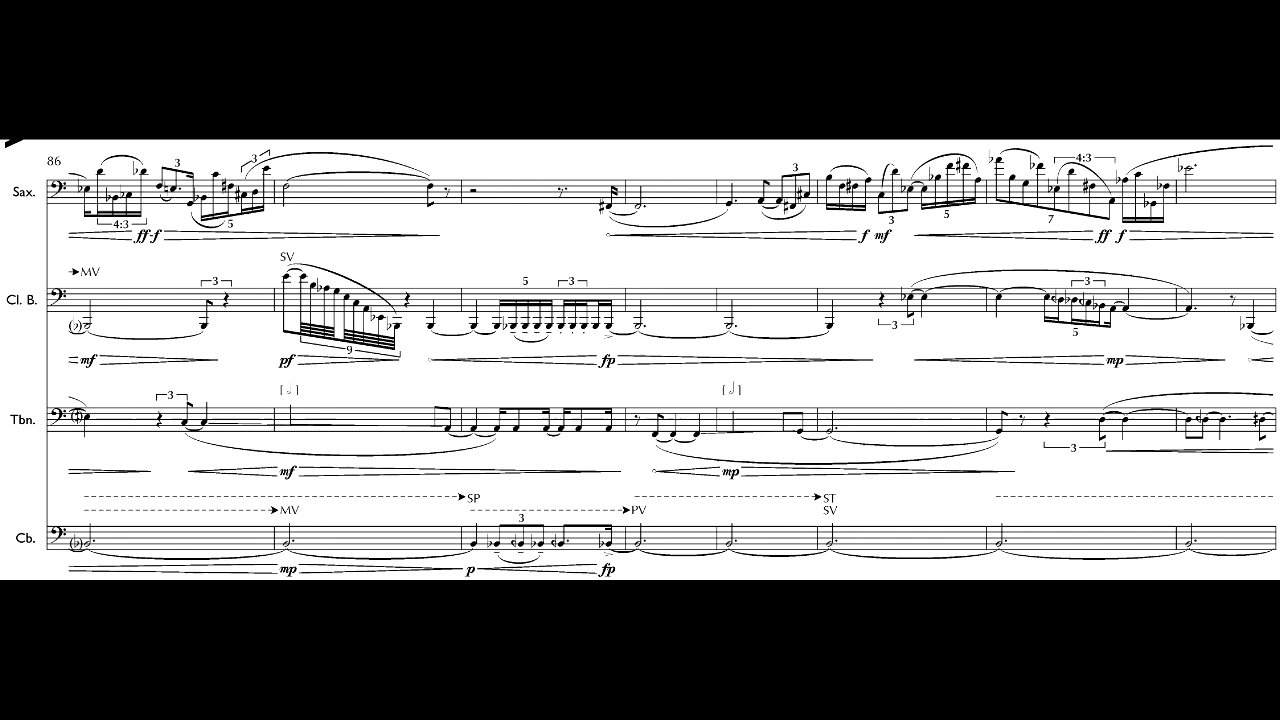 86
3 3
Sax.
4:3 ff f 5 3 f mf 5 7 4:3 ff f
MV SV
3 5 3 3
Cl. B.
3 5
mf pf 9 fp mp
[ ] [ ]
3
Tbn.
3
mf mp
SP ST
MV PV SV
3
Cb.
mp p fp